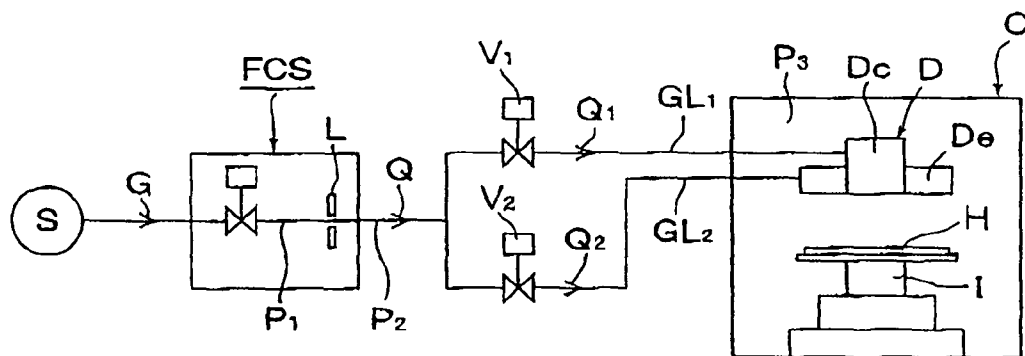 FCS
L
G
S
P₁
P₂
Q
V₁
V₂
Q₁
Q₂
GL₁
GL₂
P₃
C
Dc
D
De
H
I